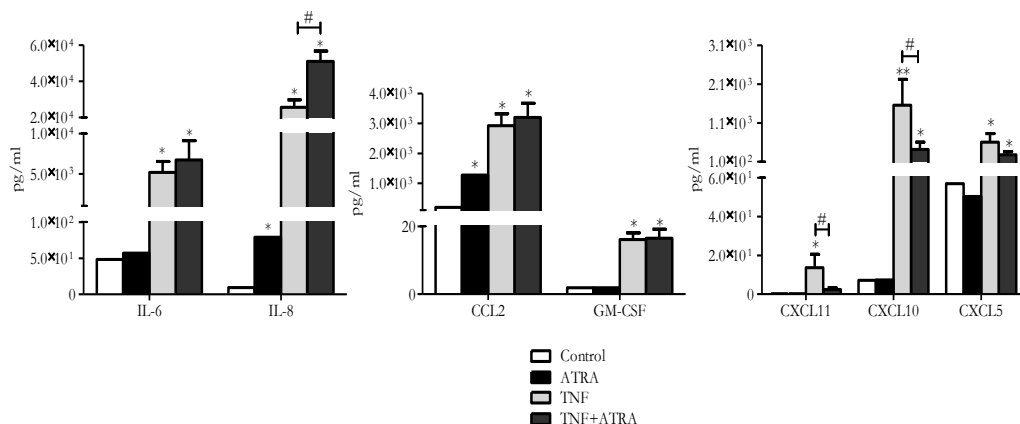 #
6.0×10⁴
4.0×10⁴
2.0×10⁴
1.0×10⁴
5.0×10³
1.0×10²
5.0×10¹
0
pg/ml
* * * * *
IL-6 IL-8
4.0×10³
3.0×10³
2.0×10³
1.0×10³
20
0
pg/ml
* * * * *
CCL2 GM-CSF
3.1×10³
2.1×10³
1.1×10³
1.0×10²
6.0×10¹
4.0×10¹
2.0×10¹
0
pg/ml
#
** * * *
#
*
CXCL11 CXCL10 CXCL5
Control
ATRA
TNF
TNF+ATRA